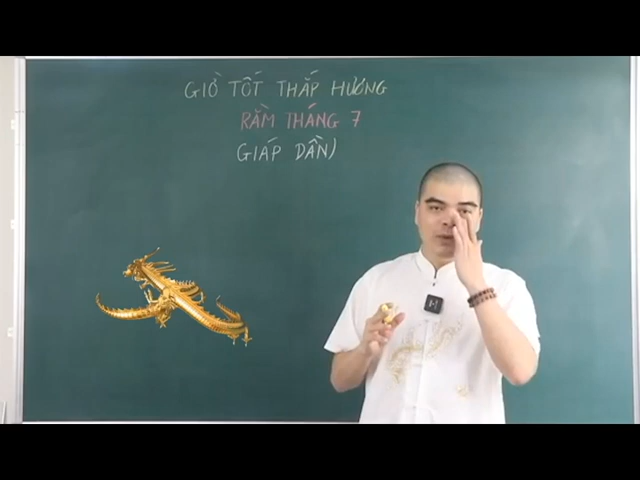 GIỜ TỐT THẮP HƯƠNG
RẰM THÁNG 7
GIÁP DẦN)